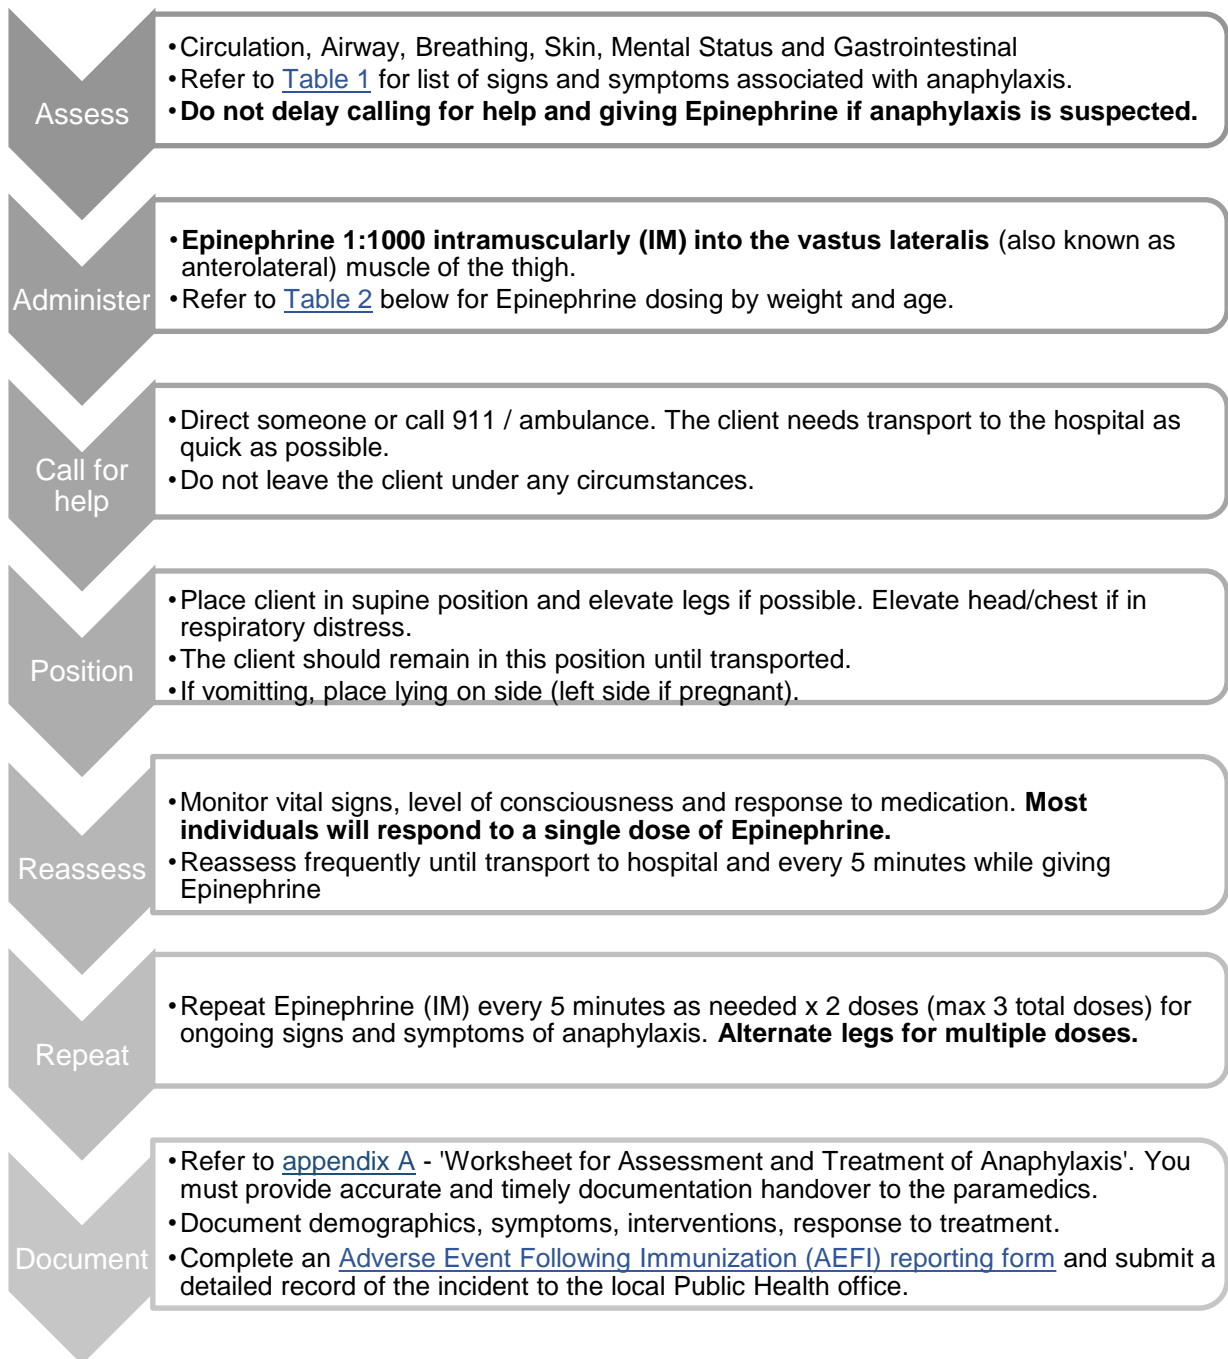 Assess
•Circulation, Airway, Breathing, Skin, Mental Status and Gastrointestinal
•Refer to Table 1 for list of signs and symptoms associated with anaphylaxis.
•Do not delay calling for help and giving Epinephrine if anaphylaxis is suspected.
Administer
•Epinephrine 1:1000 intramuscularly (IM) into the vastus lateralis (also known as
anterolateral) muscle of the thigh.
•Refer to Table 2 below for Epinephrine dosing by weight and age.
Call for
help
•Direct someone or call 911 / ambulance. The client needs transport to the hospital as
quick as possible.
•Do not leave the client under any circumstances.
Position
•Place client in supine position and elevate legs if possible. Elevate head/chest if in
respiratory distress.
•The client should remain in this position until transported.
•If vomitting, place lying on side (left side if pregnant).
Reassess
•Monitor vital signs, level of consciousness and response to medication. Most
individuals will respond to a single dose of Epinephrine.
•Reassess frequently until transport to hospital and every 5 minutes while giving
Epinephrine
Repeat
•Repeat Epinephrine (IM) every 5 minutes as needed x 2 doses (max 3 total doses) for
ongoing signs and symptoms of anaphylaxis. Alternate legs for multiple doses.
Document
•Refer to appendix A - 'Worksheet for Assessment and Treatment of Anaphylaxis'. You
must provide accurate and timely documentation handover to the paramedics.
•Document demographics, symptoms, interventions, response to treatment.
•Complete an Adverse Event Following Immunization (AEFI) reporting form and submit a
detailed record of the incident to the local Public Health office.